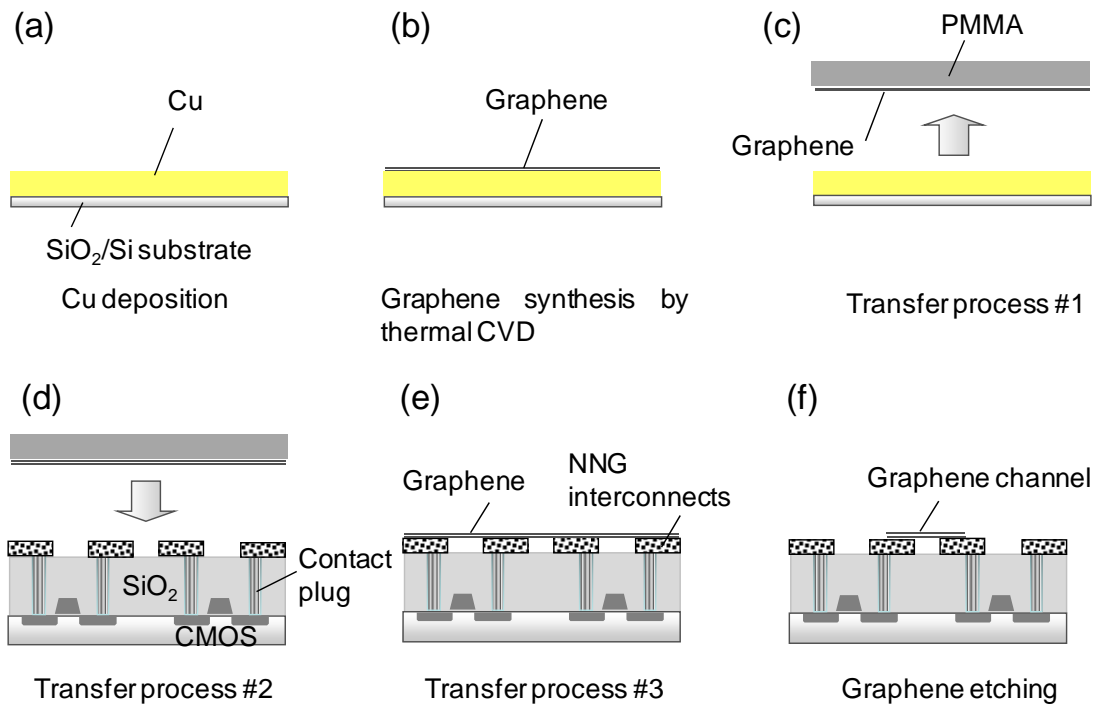 (a)
Cu
SiO₂/Si substrate
Cu deposition
(b)
Graphene
Graphene synthesis by
thermal CVD
(c)
PMMA
Graphene
Transfer process #1
(d)
SiO₂
Contact
plug
CMOS
Transfer process #2
(e)
Graphene
NNG
interconnects
Transfer process #3
(f)
Graphene channel
Graphene etching